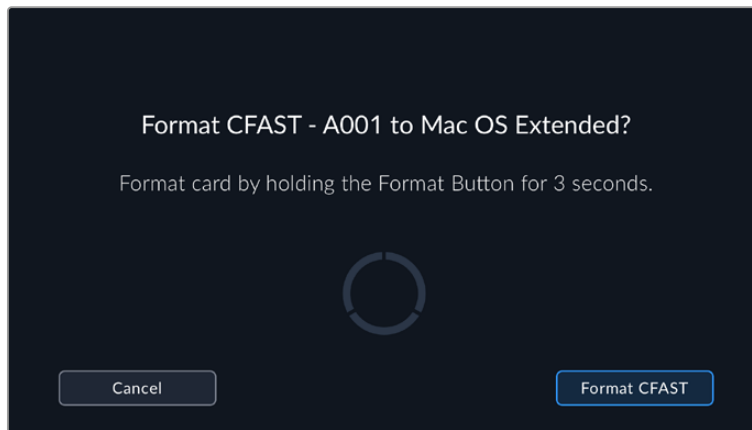 Format CFAST - A001 to Mac OS Extended?
Format card by holding the Format Button for 3 seconds.
Cancel
Format CFAST